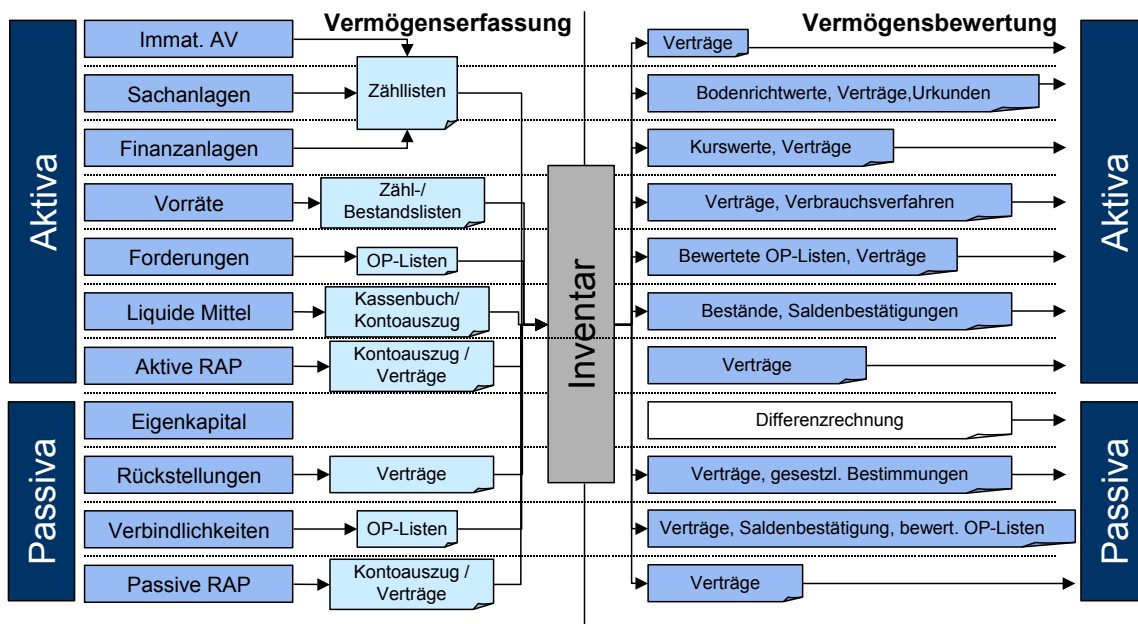 Vermögenserfassung
Vermögensbewertung
Aktiva
Immat. AV
Sachanlagen
Finanzanlagen
Zähllisten
Vorräte
Zähl-/
Bestandslisten
Forderungen
OP-Listen
Liquide Mittel
Kassenbuch/
Kontoauszug
Aktive RAP
Kontoauszug /
Verträge
Passiva
Eigenkapital
Rückstellungen
Verträge
Verbindlichkeiten
OP-Listen
Passive RAP
Kontoauszug /
Verträge
Inventar
Verträge
Bodenrichtwerte, Verträge,Urkunden
Kurswerte, Verträge
Verträge, Verbrauchsverfahren
Bewertete OP-Listen, Verträge
Bestände, Saldenbestätigungen
Verträge
Differenzrechnung
Verträge, gesestzl. Bestimmungen
Verträge, Saldenbestätigung, bewert. OP-Listen
Verträge
Aktiva
Passiva